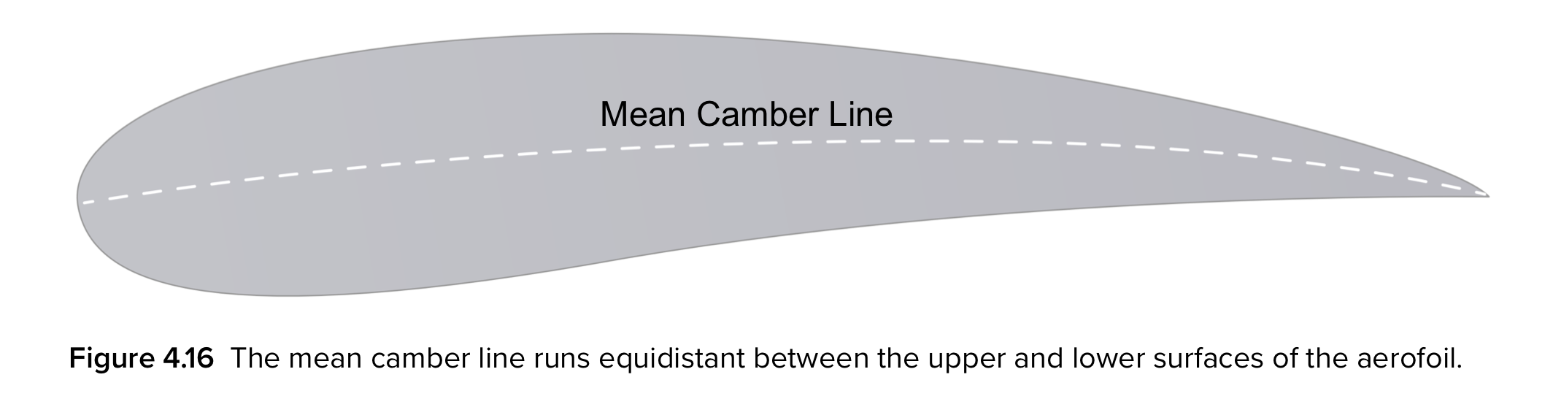 Mean Camber Line
Figure 4.16 The mean camber line runs equidistant between the upper and lower surfaces of the aerofoil.